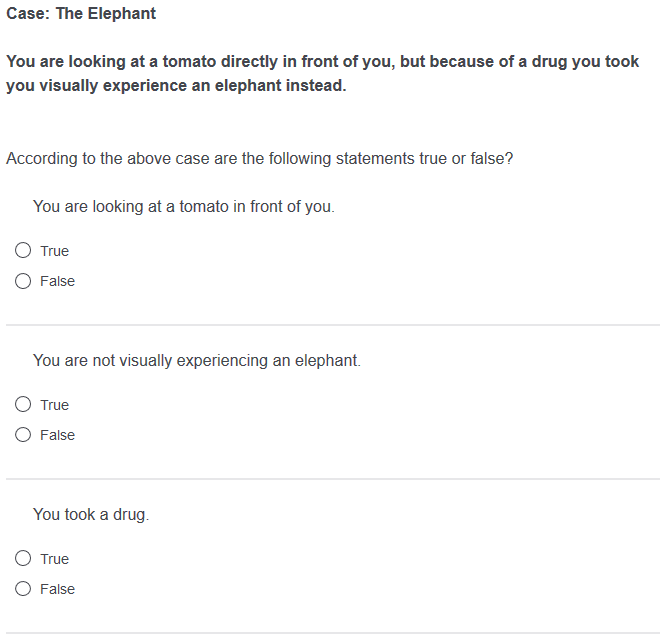 Case: The Elephant
You are looking at a tomato directly in front of you, but because of a drug you took
you visually experience an elephant instead.
According to the above case are the following statements true or false?
You are looking at a tomato in front of you.
True
False
You are not visually experiencing an elephant.
True
False
You took a drug.
True
False